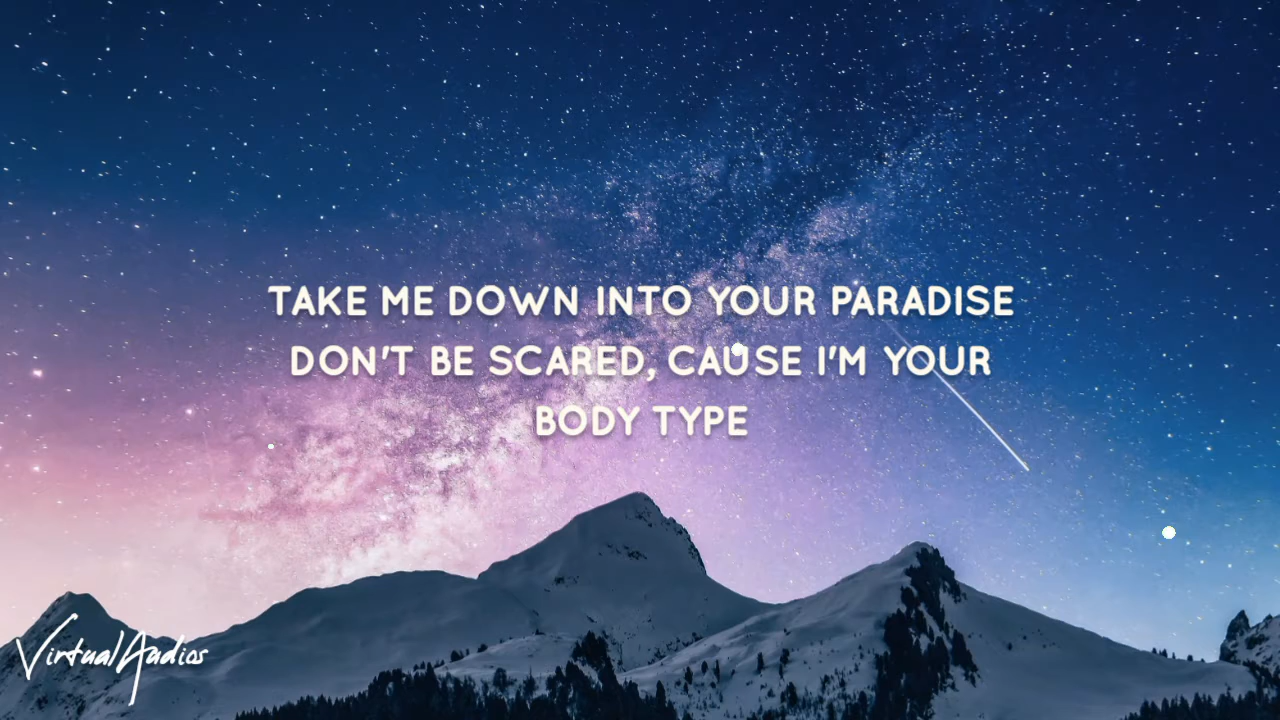 TAKE ME DOWN INTO YOUR PARADISE
DON'T BE SCARED, CAUSE I'M YOUR
BODY TYPE
VirtualAudios